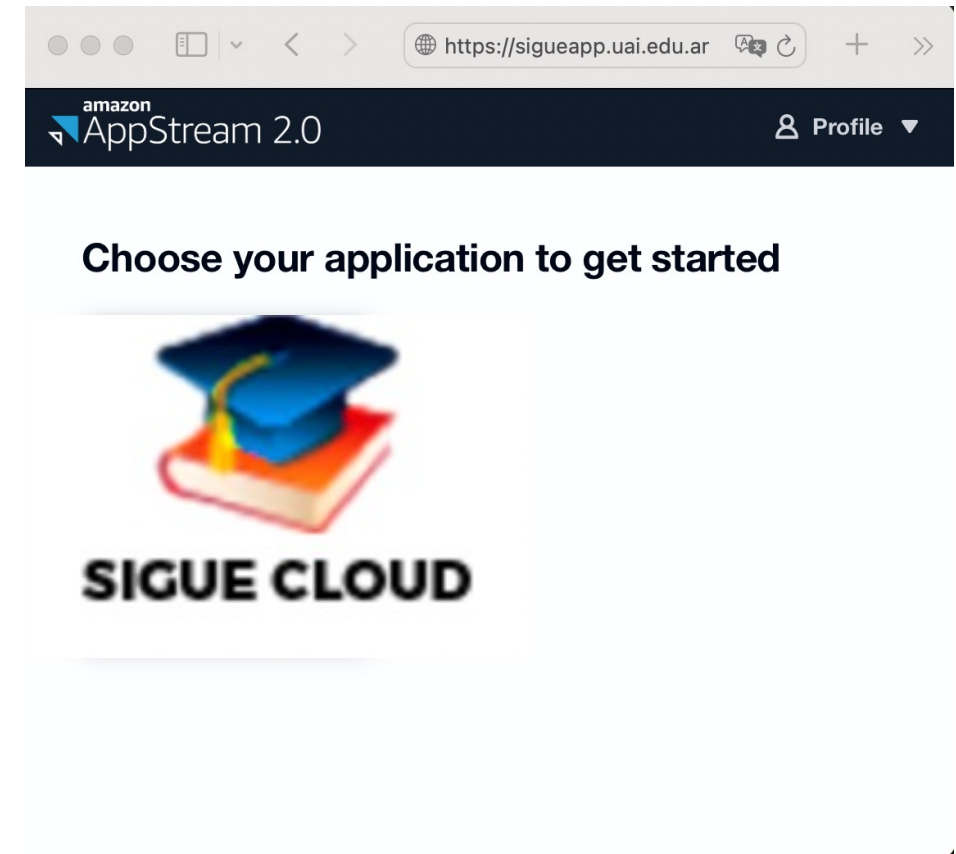 https://sigueapp.uai.edu.ar
amazon
AppStream 2.0
Profile
Choose your application to get started
SIGUE CLOUD